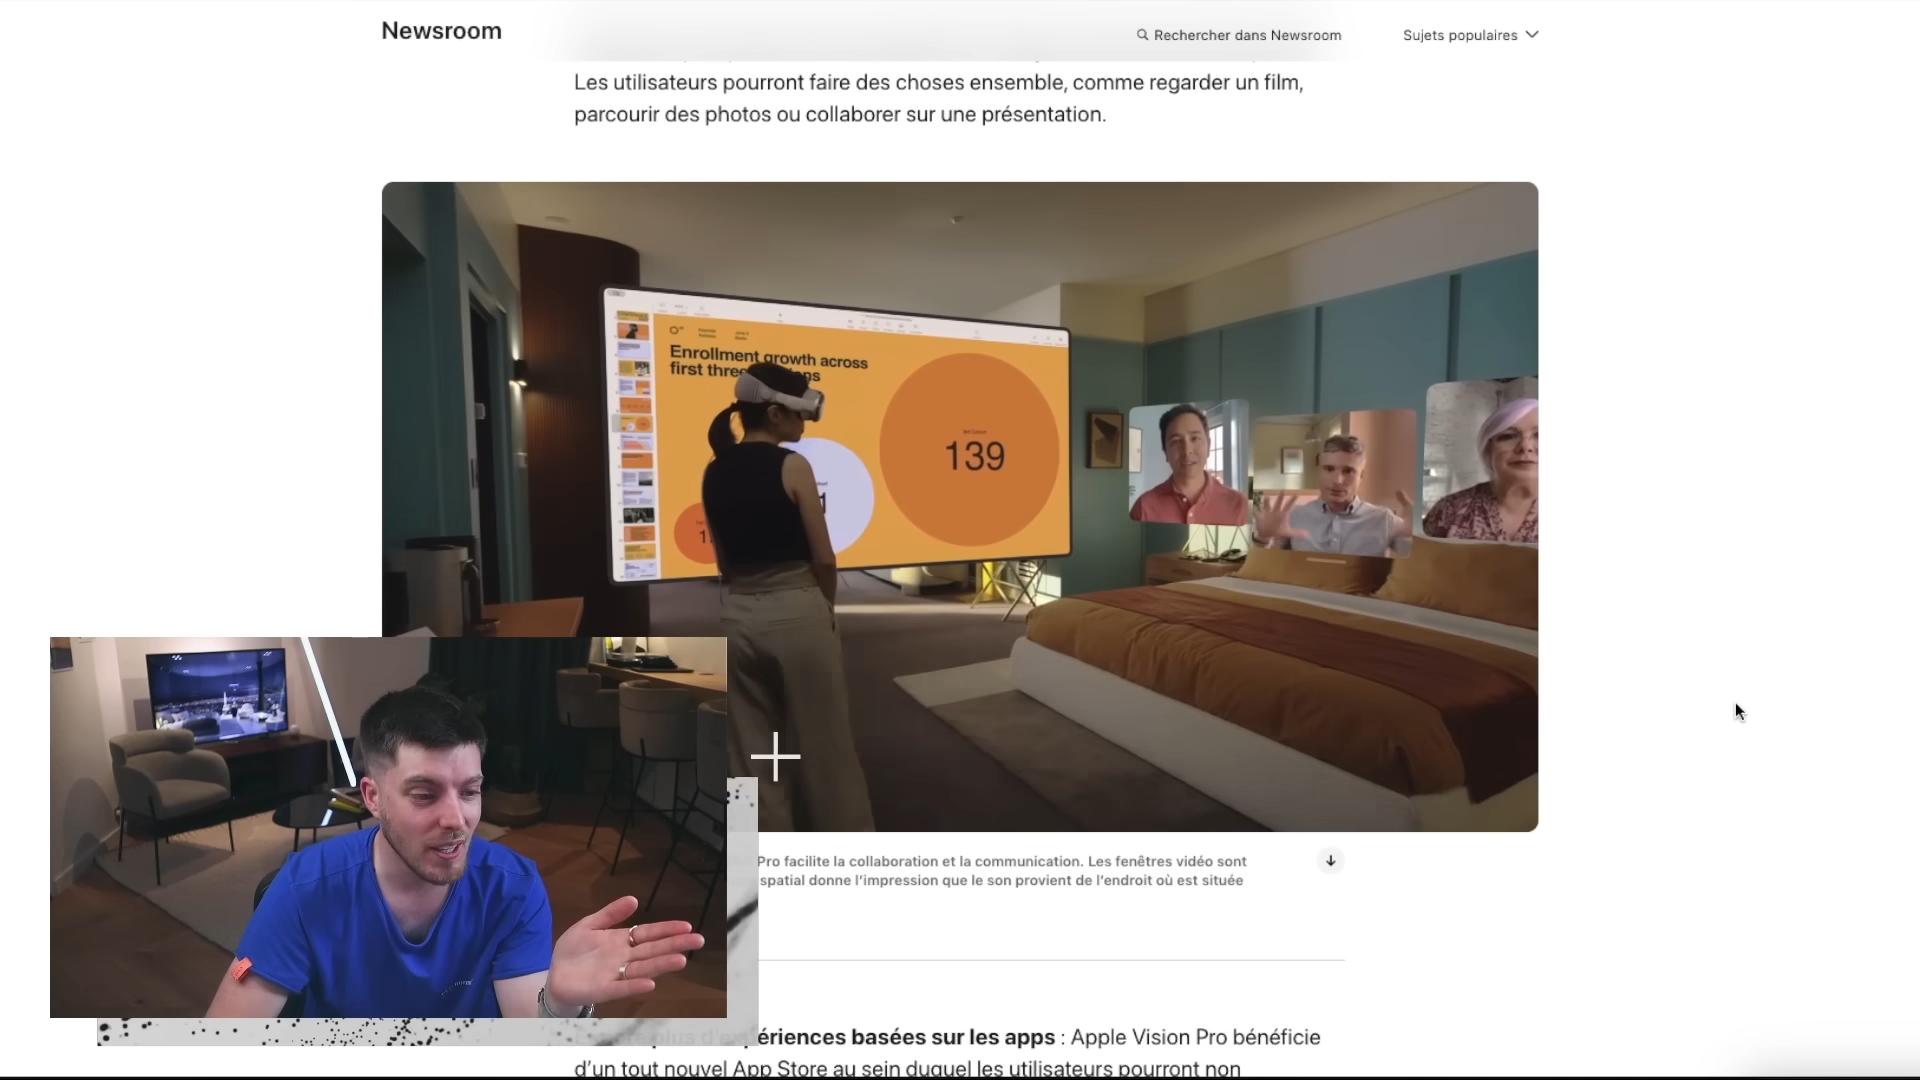 Newsroom
Rechercher dans Newsroom
Sujets populaires
Les utilisateurs pourront faire des choses ensemble, comme regarder un film,
parcourir des photos ou collaborer sur une présentation.
Enrollment growth across
first three
139
Pro facilite la collaboration et la communication. Les fenêtres vidéo sont
spatial donne l'impression que le son provient de l'endroit où est située
périences basées sur les apps : Apple Vision Pro bénéficie
d'un tout nouvel App Store au sein duquel les utilisateurs pourront non